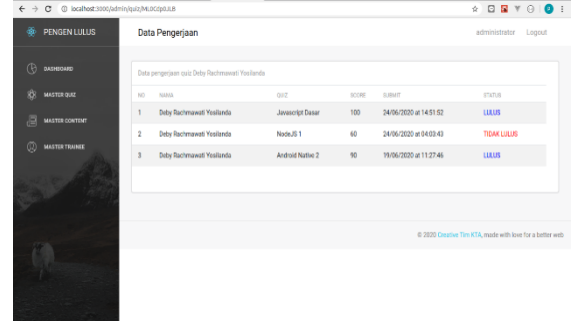 localhost:3000/admin/quiz/ML0Gdp0JLB
PENGEN LULUS
Data Pengerjaan
administrator Logout
DASHBOARD
MASTER QUIZ
MASTER CONTENT
MASTER TRAINEE
Data pengerjaan quiz Deby Rachmawati Yosilanda
NO NAMA QUIZ SCORE SUBMIT STATUS
1 Deby Rachmawati Yosilanda Javascript Dasar 100 24/06/2020 at 14:51:52 LULUS
2 Deby Rachmawati Yosilanda NodeJS 1 60 24/06/2020 at 04:03:43 TIDAK LULUS
3 Deby Rachmawati Yosilanda Android Native 2 90 19/06/2020 at 11:27:46 LULUS
© 2020 Creative Tim KTA, made with love for a better web